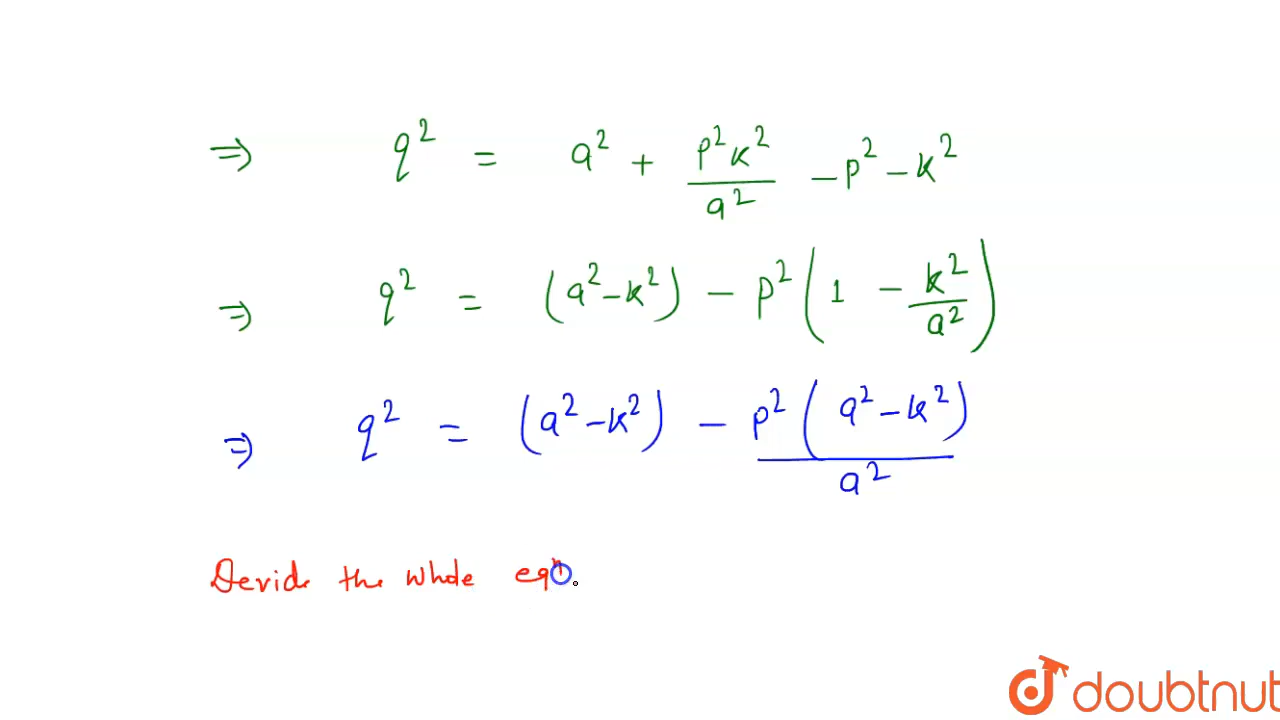 ⇒ q² = a² + p²k²/a² – p² – k²
⇒ q² = (a² – k²) – p² (1 – k²/a²)
⇒ q² = (a² – k²) – p² (a² – k²)/a²
Devide the whole eqn
doubtnut